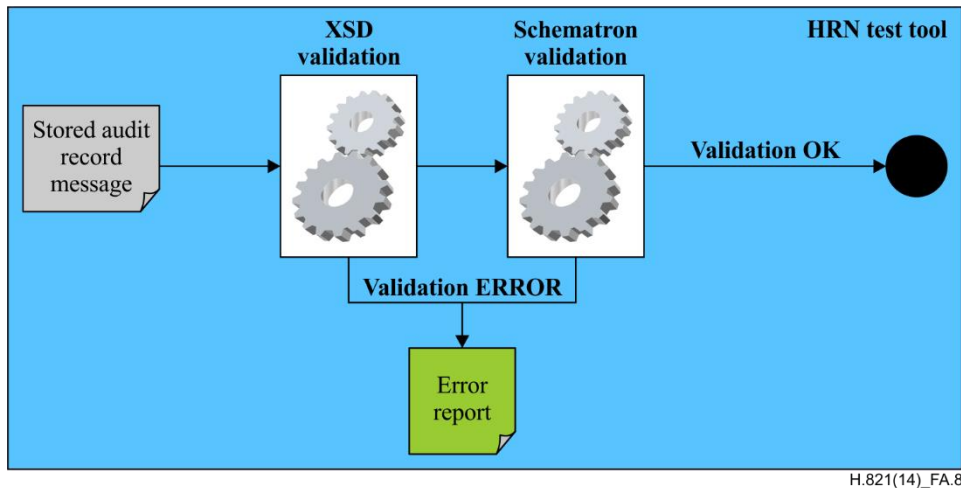 XSD
validation
Schematron
validation
HRN test tool
Stored audit
record
message
Validation OK
Validation ERROR
Error
report
H.821(14)_FA.8